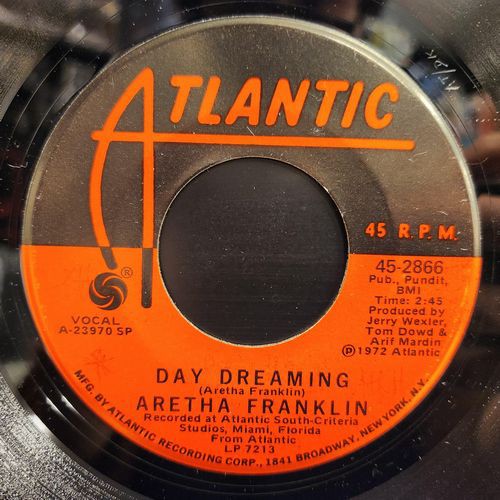 ATLANTIC
45 R.P.M.
®
VOCAL
A-23970 SP
45-2866
Pub., Pundit,
BMI
Time: 2:45
Produced by
Jerry Wexler,
Tom Dowd &
Arif Mardin
℗ 1972 Atlantic
DAY DREAMING
(Aretha Franklin)
ARETHA FRANKLIN
Recorded at Atlantic South-Criteria
Studios, Miami, Florida
From Atlantic
LP 7213
MFG. BY ATLANTIC RECORDING CORP., 1841 BROADWAY, NEW YORK, N.Y.